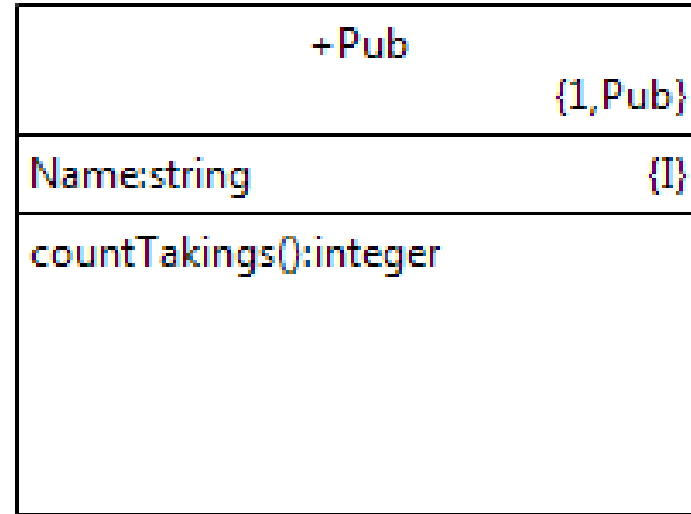 +Pub
{1,Pub}
Name:string {I}
countTakings():integer